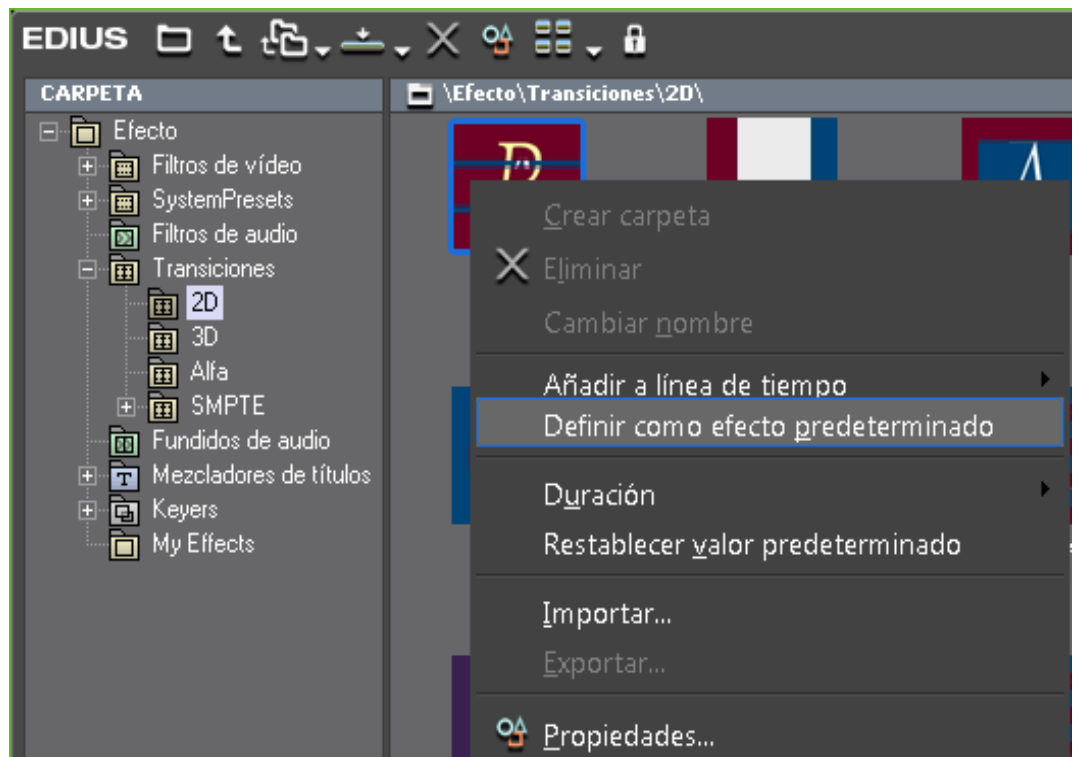 EDIUS
CARPETA
\Efecto\Transiciones\2D\
Efecto
Filtros de vídeo
SystemPresets
Filtros de audio
Transiciones
2D
3D
Alfa
SMPTE
Fundidos de audio
Mezcladores de títulos
Keyers
My Effects
Crear carpeta
Eliminar
Cambiar nombre
Añadir a línea de tiempo
Definir como efecto predeterminado
Duración
Restablecer valor predeterminado
Importar...
Exportar...
Propiedades...